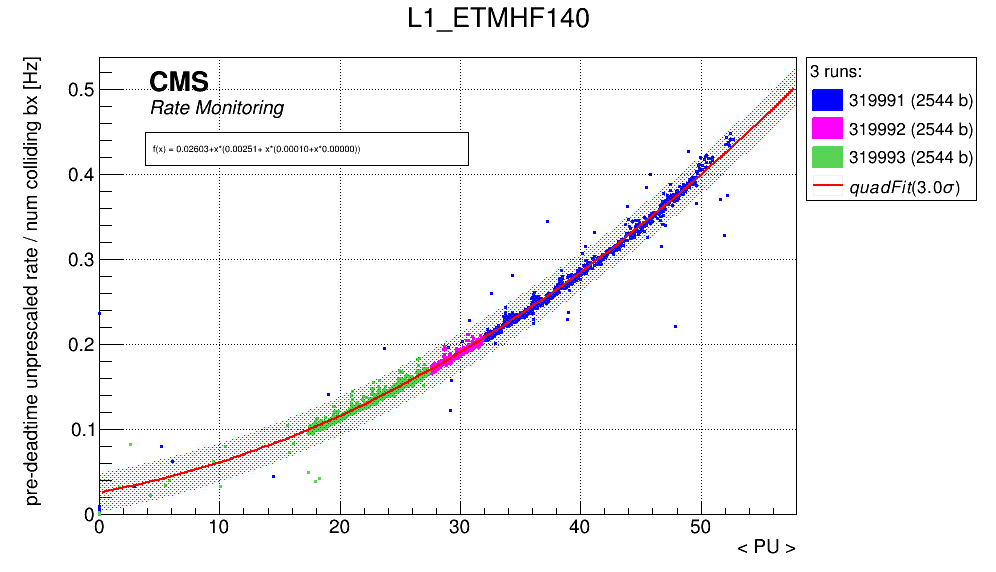 L1_ETMHF140
pre-deadtime unprescaled rate / num colliding bx [Hz]
CMS
Rate Monitoring
f(x) = 0.02603+x*(0.00251+ x*(0.00010+x*0.00000))
3 runs:
319991 (2544 b)
319992 (2544 b)
319993 (2544 b)
quadFit(3.0σ)
0.5
0.4
0.3
0.2
0.1
0
0 10 20 30 40 50
< PU >